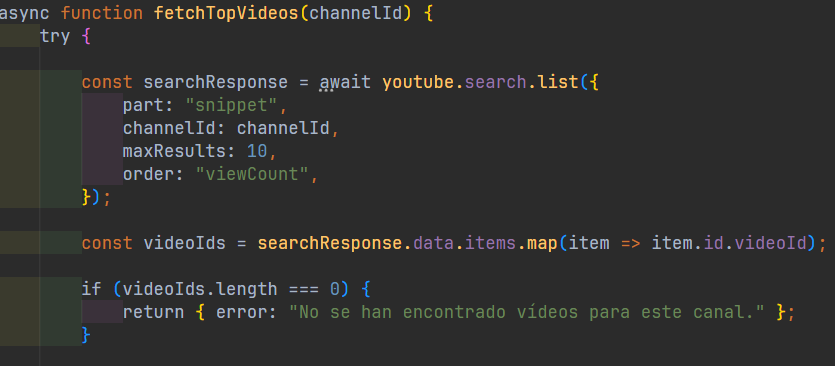 async function fetchTopVideos(channelId) {
try {
const searchResponse = await youtube.search.list({
part: "snippet",
channelId: channelId,
maxResults: 10,
order: "viewCount",
});
const videoIds = searchResponse.data.items.map(item => item.id.videoId);
if (videoIds.length === 0) {
return { error: "No se han encontrado vídeos para este canal." };
}